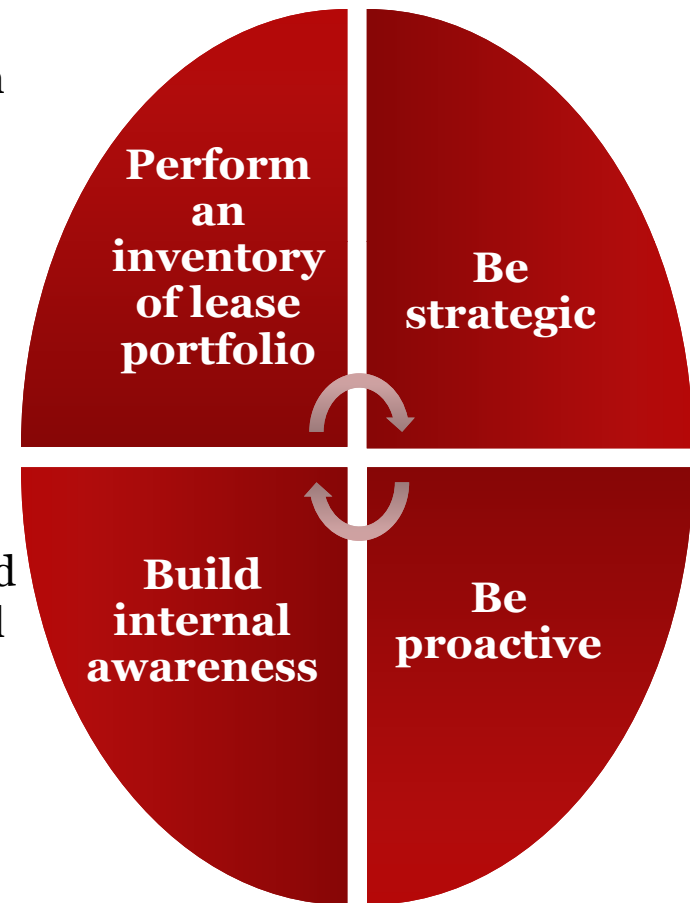 Perform
an
inventory
of lease
portfolio
Be
strategic
Build
internal
awareness
Be
proactive